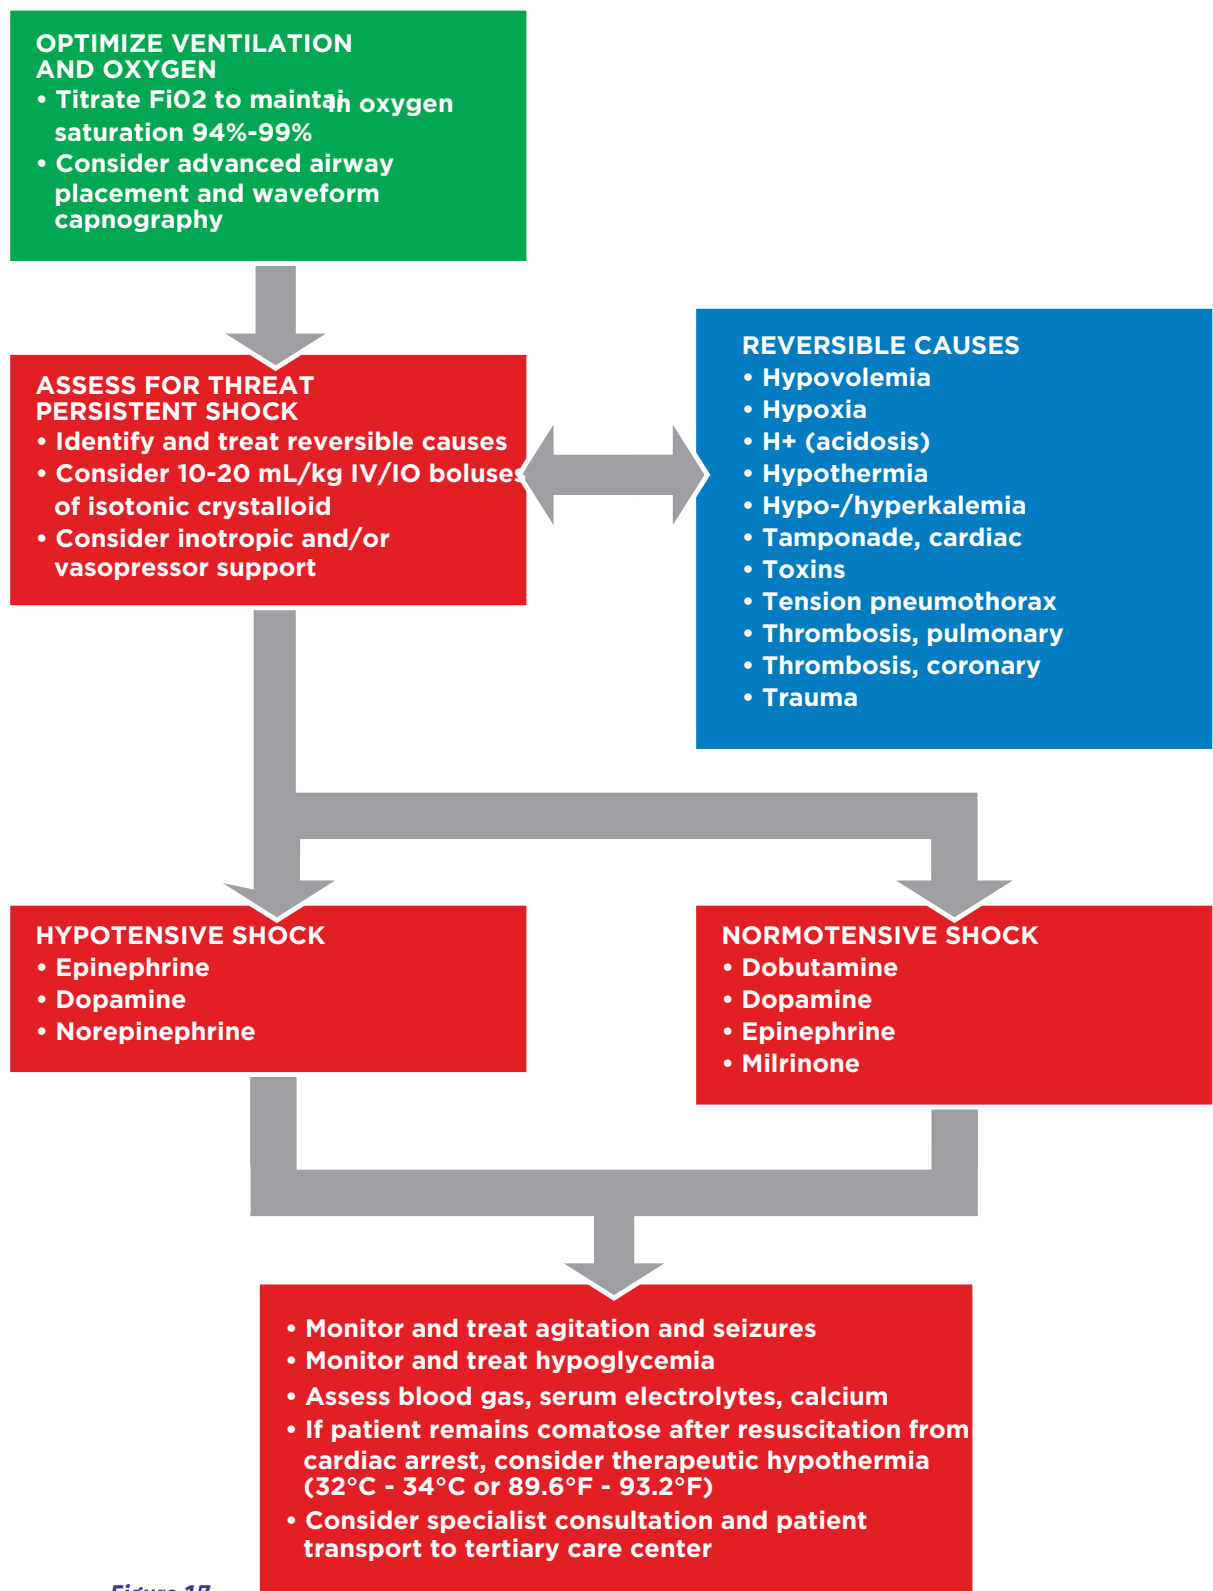 OPTIMIZE VENTILATION
AND OXYGEN
• Titrate Fi02 to maintain oxygen
saturation 94%-99%
• Consider advanced airway
placement and waveform
capnography
ASSESS FOR THREAT
PERSISTENT SHOCK
• Identify and treat reversible causes
• Consider 10-20 mL/kg IV/IO boluses
of isotonic crystalloid
• Consider inotropic and/or
vasopressor support
REVERSIBLE CAUSES
• Hypovolemia
• Hypoxia
• H+ (acidosis)
• Hypothermia
• Hypo-/hyperkalemia
• Tamponade, cardiac
• Toxins
• Tension pneumothorax
• Thrombosis, pulmonary
• Thrombosis, coronary
• Trauma
HYPOTENSIVE SHOCK
• Epinephrine
• Dopamine
• Norepinephrine
NORMOTENSIVE SHOCK
• Dobutamine
• Dopamine
• Epinephrine
• Milrinone
• Monitor and treat agitation and seizures
• Monitor and treat hypoglycemia
• Assess blood gas, serum electrolytes, calcium
• If patient remains comatose after resuscitation from
cardiac arrest, consider therapeutic hypothermia
(32°C - 34°C or 89.6°F - 93.2°F)
• Consider specialist consultation and patient
transport to tertiary care center
Figure 17